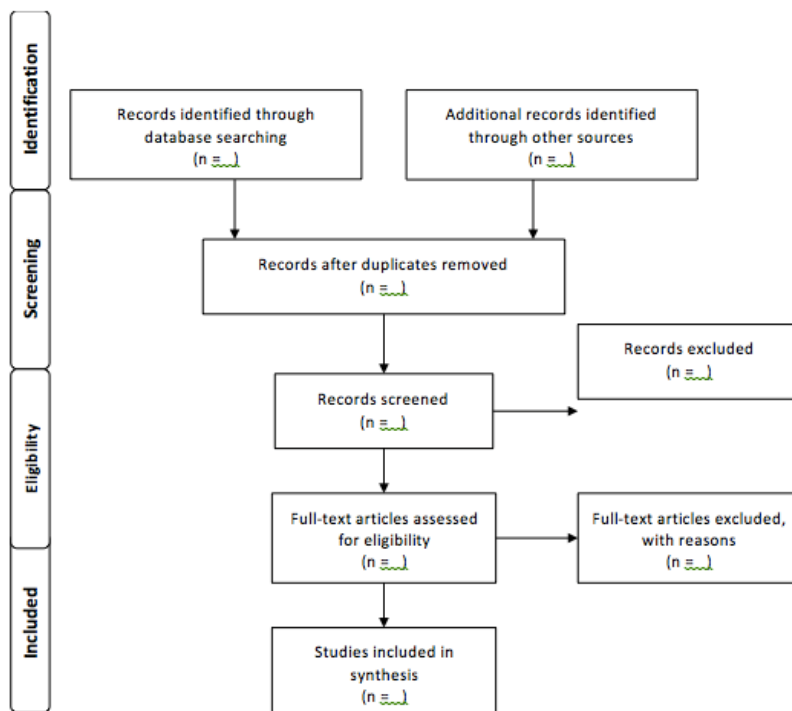 Identification
Records identified through
database searching
(n = )
Additional records identified
through other sources
(n = )
Screening
Records after duplicates removed
(n = )
Records excluded
(n = )
Eligibility
Records screened
(n = )
Full-text articles assessed
for eligibility
(n = )
Full-text articles excluded,
with reasons
(n = )
Included
Studies included in
synthesis
(n = )